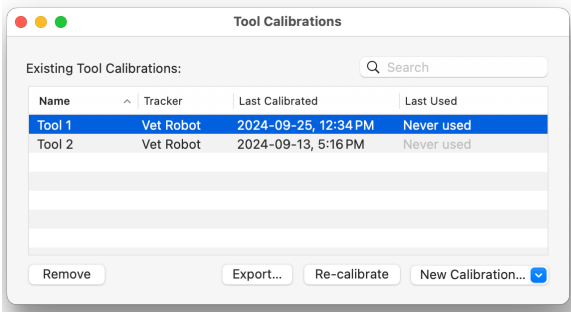 Tool Calibrations
Existing Tool Calibrations:
Search
Name Tracker Last Calibrated Last Used
Tool 1 Vet Robot 2024-09-25, 12:34 PM Never used
Tool 2 Vet Robot 2024-09-13, 5:16 PM Never used
Remove Export... Re-calibrate New Calibration...